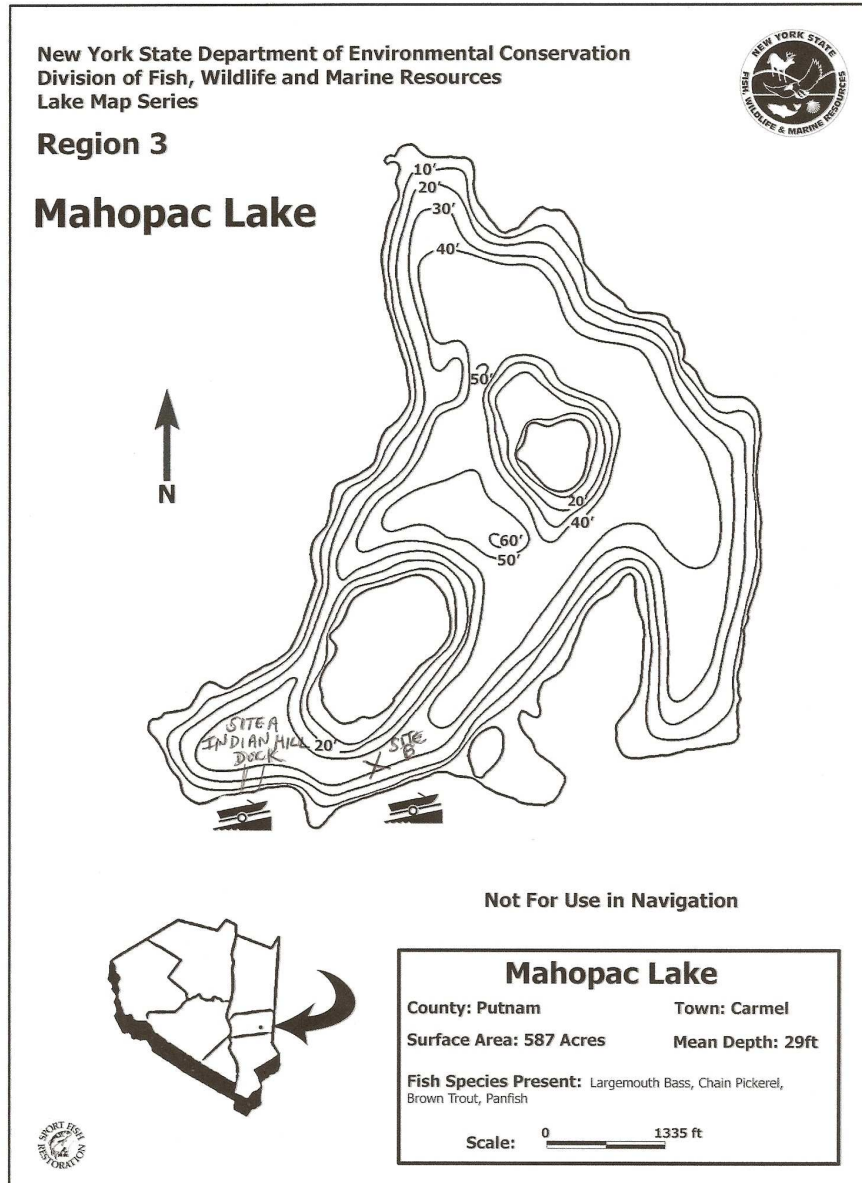 New York State Department of Environmental Conservation
Division of Fish, Wildlife and Marine Resources
Lake Map Series
NEW YORK STATE
FISH, WILDLIFE & MARINE RESOURCES
Region 3
Mahopac Lake
10'
20'
30'
40'
50'
N
20'
40'
60'
50'
SITE A
INDIAN HILL
DOCK
20'
SITE
B
X
Not For Use in Navigation
Mahopac Lake
County: Putnam
Town: Carmel
Surface Area: 587 Acres
Mean Depth: 29ft
Fish Species Present: Largemouth Bass, Chain Pickerel,
Brown Trout, Panfish
Scale:
0
1335 ft
SPORT FISH
RESTORATION